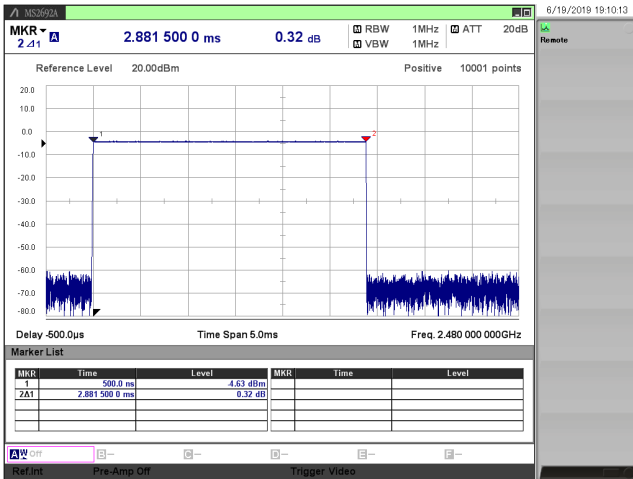 MS2692A
6/19/2019 19:10:13
MKR A 2.881 500 0 ms 0.32 dB RBW 1MHz ATT 20dB
2Δ1 VBW 1MHz
Remote
Reference Level 20.00dBm Positive 10001 points
20.0
10.0
0.0
-10.0
-20.0
-30.0
-40.0
-50.0
-60.0
-70.0
-80.0
1
2
Delay -500.0µs Time Span 5.0ms Freq. 2.480 000 000GHz
Marker List
MKR Time Level MKR Time Level
1 500.0 ns -4.63 dBm
2Δ1 2.881 500 0 ms 0.32 dB
A W Off B— C— D— E— F—
Ref.Int Pre-Amp Off Trigger Video